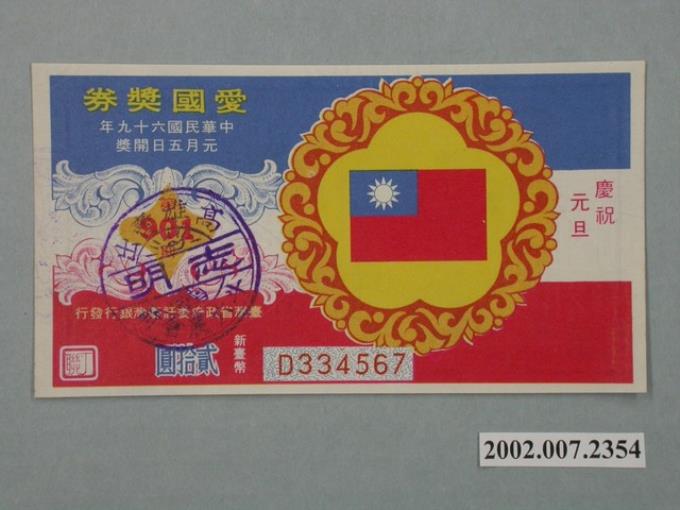 愛國獎券
中華民國六十九年
元月五日開獎
慶祝
元旦
901
志明
臺灣省政府委託臺灣銀行發行
新臺幣
貳拾圓
D334567
2002.007.2354